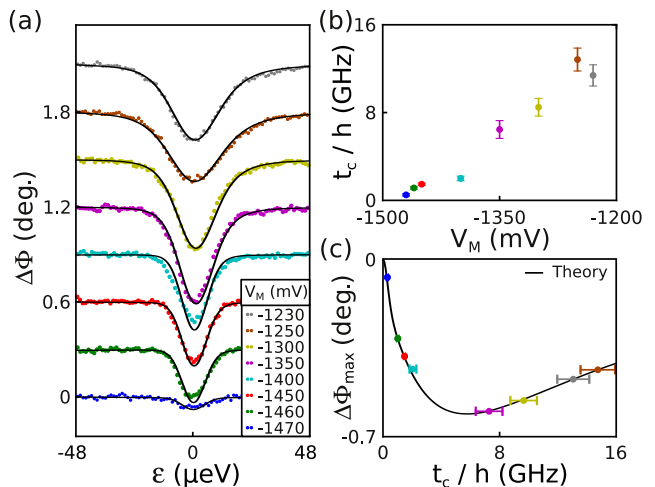 (a)
ΔΦ (deg.)
1.8
1.2
0.6
0
-48
0
48
ε (μeV)
V_M (mV)
-1230
-1250
-1300
-1350
-1400
-1450
-1460
-1470
(b)
t_c / h (GHz)
16
12
8
4
0
-1500
-1350
-1200
V_M (mV)
(c)
ΔΦ_max (deg.)
0
-0.7
Theory
0
8
16
t_c / h (GHz)